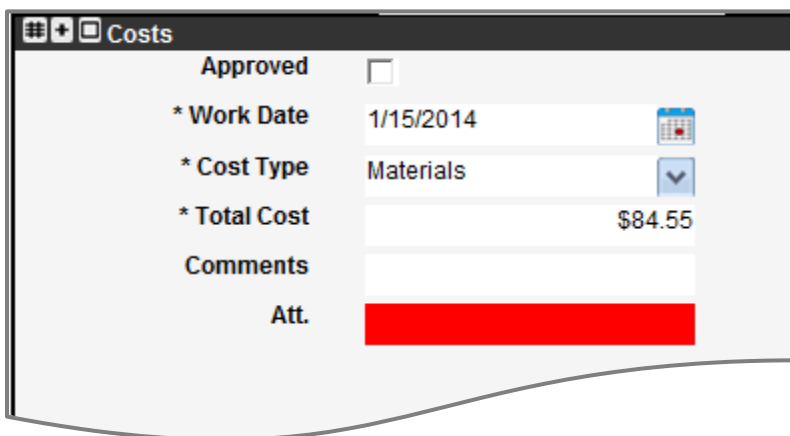 Costs
Approved
* Work Date 1/15/2014
* Cost Type Materials
* Total Cost $84.55
Comments
Att.